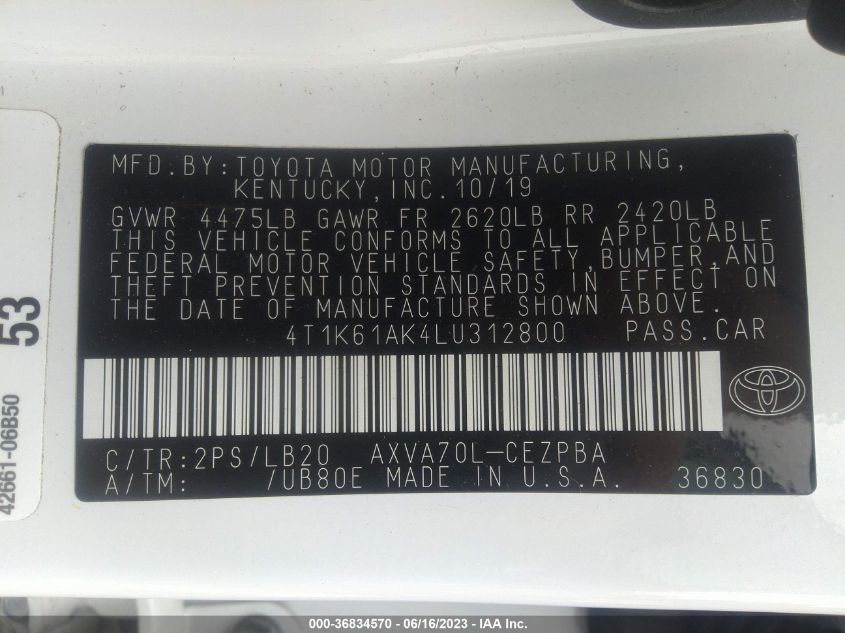 MFD.BY:TOYOTA MOTOR MANUFACTURING,
KENTUCKY,INC.10/19
GVWR 4475LB GAWR FR 2620LB RR 2420LB
THIS VEHICLE CONFORMS TO ALL APPLICABLE
FEDERAL MOTOR VEHICLE SAFETY,BUMPER,AND
THEFT PREVENTION STANDARDS IN EFFECT ON
THE DATE OF MANUFACTURE SHOWN ABOVE.
4T1K61AK4LU312800 PASS.CAR
C/TR:2PS/LB20 AXVA70L-CEZPBA
A/TM: /UB80E MADE IN U.S.A. 36830
53
42661-06B50
000-36834570 - 06/16/2023 - © IAA Inc.